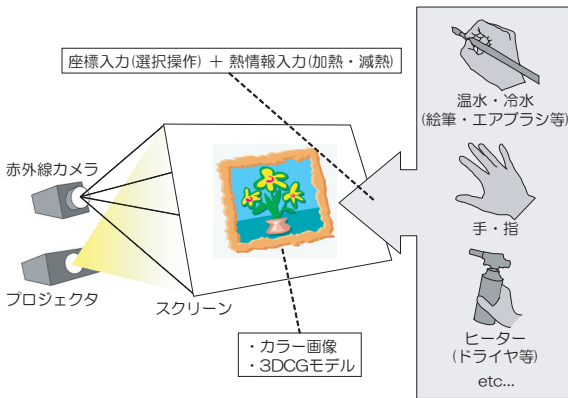 座標入力(選択操作) ＋ 熱情報入力(加熱・減熱)
温水・冷水
(絵筆・エアブラシ等)
赤外線カメラ
手・指
プロジェクタ
スクリーン
・カラー画像
・3DCGモデル
ヒーター
(ドライヤ等)
etc...